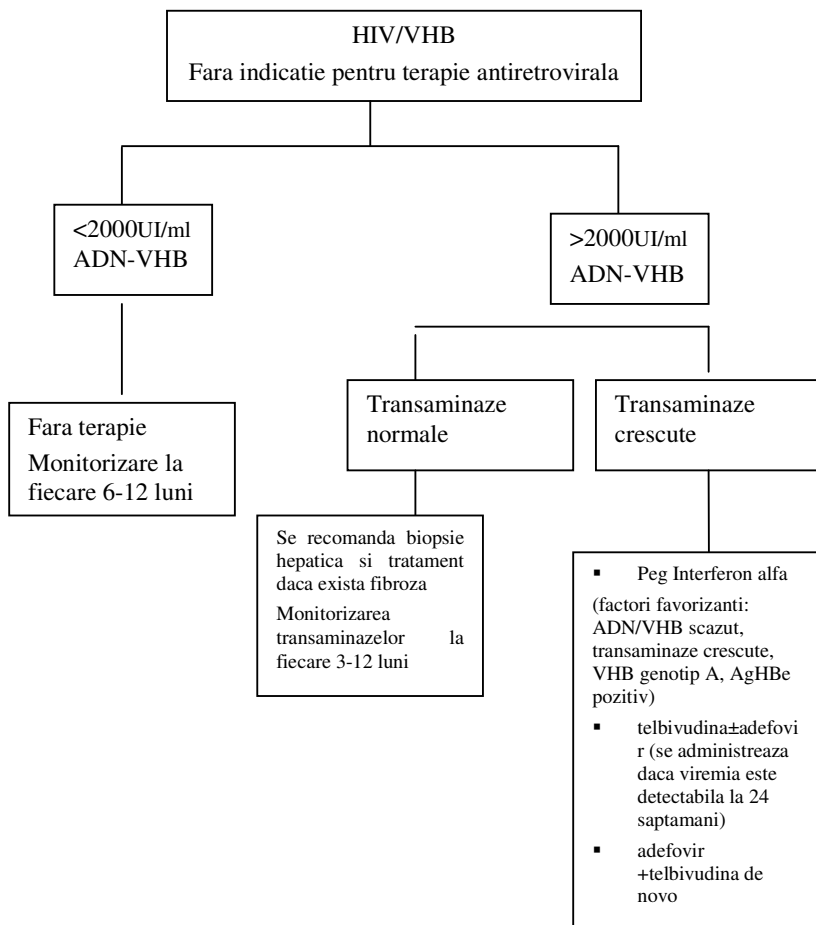 HIV/VHB
Fara indicatie pentru terapie antiretrovirala
<2000UI/ml
ADN-VHB
>2000UI/ml
ADN-VHB
Fara terapie
Monitorizare la
fiecare 6-12 luni
Transaminaze
normale
Transaminaze
crescute
Se recomanda biopsie
hepatica si tratament
daca exista fibroza
Monitorizarea
transaminazelor la
fiecare 3-12 luni
▪ Peg Interferon alfa
(factori favorizanti:
ADN/VHB scazut,
transaminaze crescute,
VHB genotip A, AgHBe
pozitiv)
▪ telbivudina±adefovi
r (se administreaza
daca viremia este
detectabila la 24
saptamani)
▪ adefovir
+telbivudina de
novo